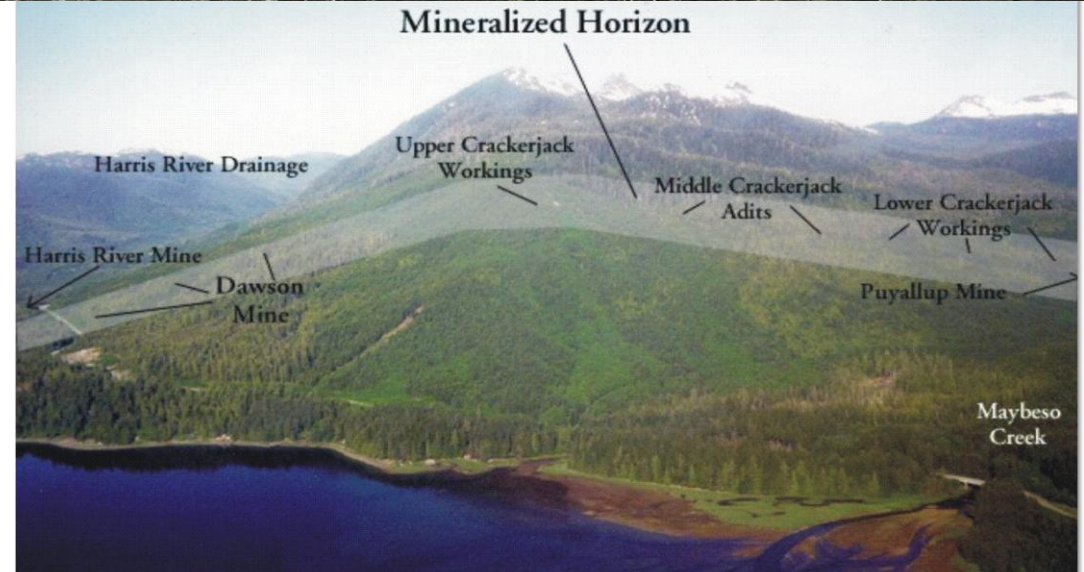 Mineralized Horizon
Harris River Drainage
Upper Crackerjack
Workings
Middle Crackerjack
Adits
Lower Crackerjack
Workings
Harris River Mine
Dawson
Mine
Puyallup Mine
Maybeso
Creek